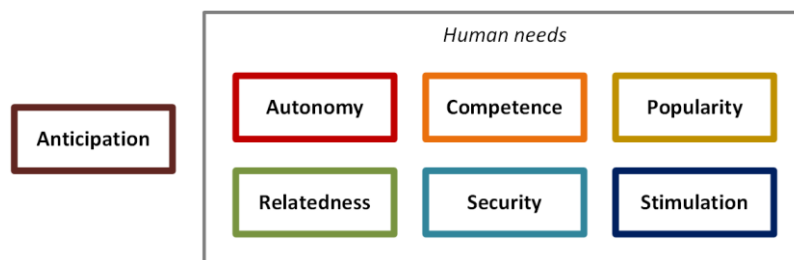 Human needs
Autonomy Competence Popularity
Anticipation
Relatedness Security Stimulation